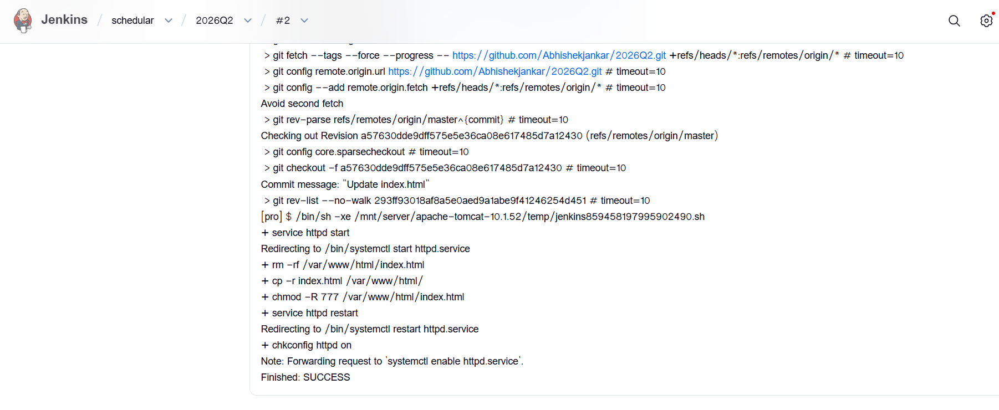 Jenkins / schedular / 2026Q2 / #2
> git fetch --tags --force --progress -- https://github.com/Abhishekjankar/2026Q2.git +refs/heads/*:refs/remotes/origin/* # timeout=10
> git config remote.origin.url https://github.com/Abhishekjankar/2026Q2.git # timeout=10
> git config --add remote.origin.fetch +refs/heads/*:refs/remotes/origin/* # timeout=10
Avoid second fetch
> git rev-parse refs/remotes/origin/master^{commit} # timeout=10
Checking out Revision a57630dde9dff575e5e36ca08e617485d7a12430 (refs/remotes/origin/master)
> git config core.sparsecheckout # timeout=10
> git checkout -f a57630dde9dff575e5e36ca08e617485d7a12430 # timeout=10
Commit message: "Update index.html"
> git rev-list --no-walk 293ff93018af8a5e0aed9a1abe9f41246254d451 # timeout=10
[pro] $ /bin/sh -xe /mnt/server/apache-tomcat-10.1.52/temp/jenkins859458197995902490.sh
+ service httpd start
Redirecting to /bin/systemctl start httpd.service
+ rm -rf /var/www/html/index.html
+ cp -r index.html /var/www/html/
+ chmod -R 777 /var/www/html/index.html
+ service httpd restart
Redirecting to /bin/systemctl restart httpd.service
+ chkconfig httpd on
Note: Forwarding request to 'systemctl enable httpd.service'.
Finished: SUCCESS